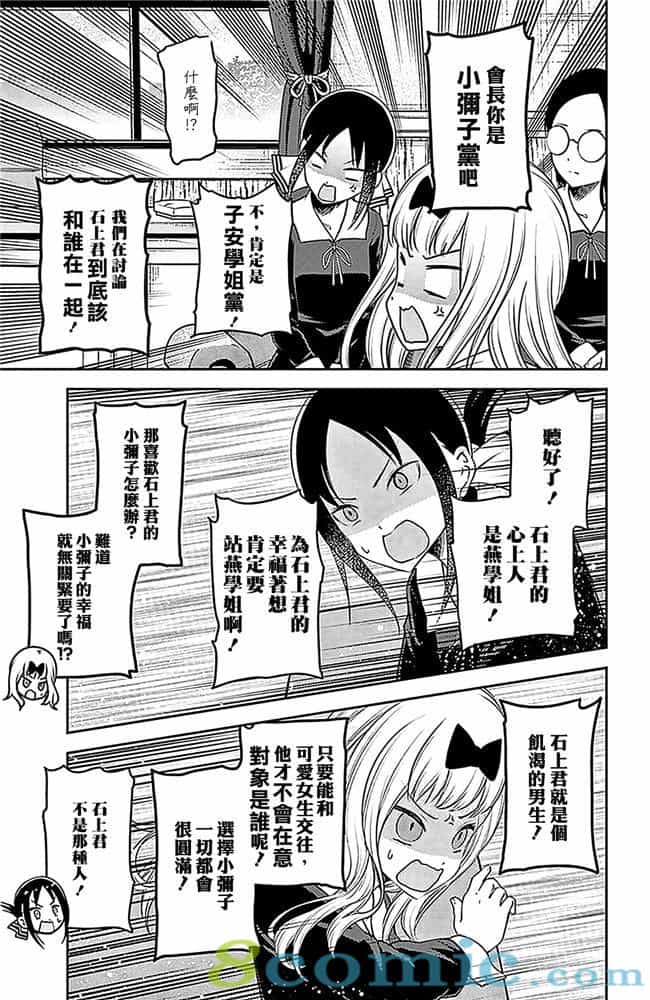 會長你是
小彌子黨吧
什麼啊!?
不，肯定是
子安學姐黨！
我們在討論
石上君到底該
和誰在一起！
聽好了！
石上君的
心上人
是燕學姐！
為石上君的
幸福著想
肯定要
站燕學姐啊！
那喜歡石上君的
小彌子怎麼辦？
難道
小彌子的幸福
就無關緊要了嗎!?
石上君就是個
飢渴的男生！
只要能和
可愛女生交往，
他才不會在意
對象是誰呢！
選擇小彌子
一切都會
很圓滿！
石上君
不是那種人！
8comic.com